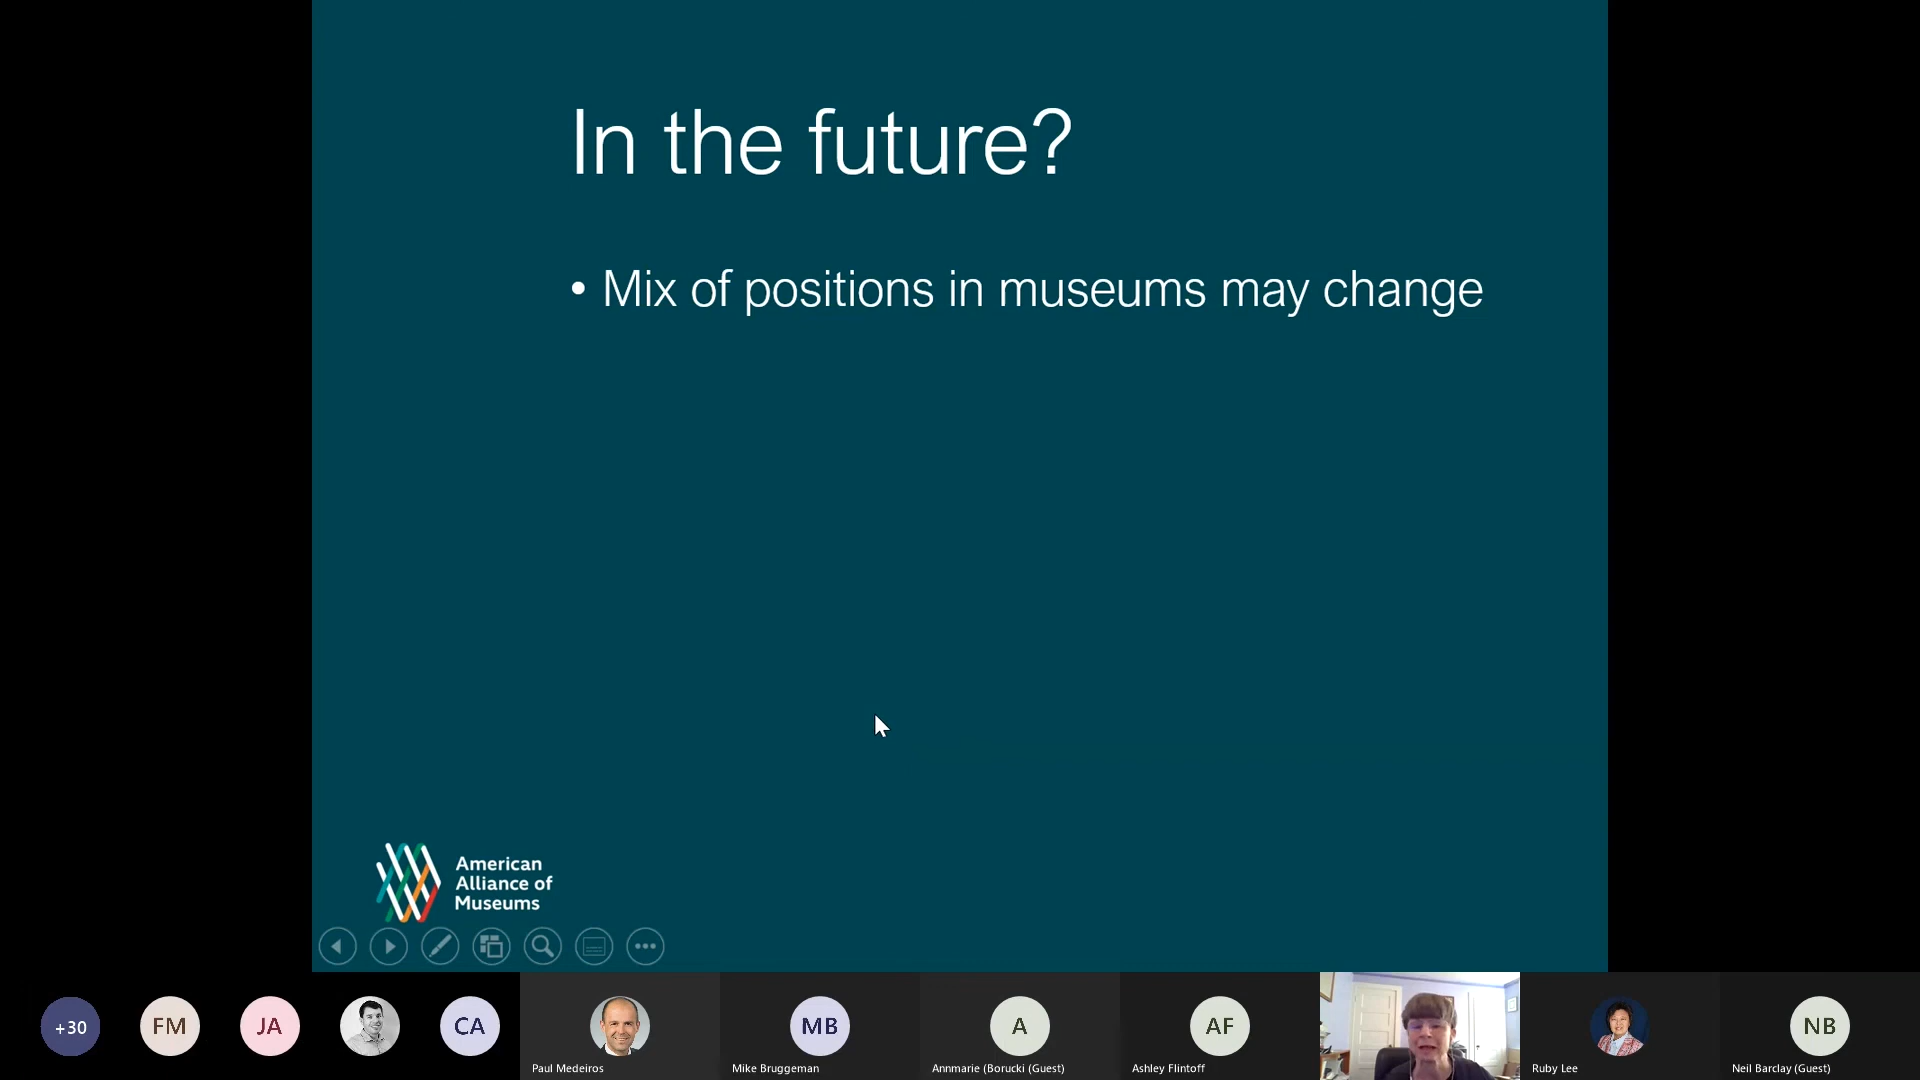 In the future?
• Mix of positions in museums may change
American
Alliance of
Museums
+30
FM
JA
CA
Paul Medeiros
MB
Mike Bruggeman
A
Annmarie (Borucki (Guest)
AF
Ashley Flintoff
Ruby Lee
NB
Neil Barclay (Guest)